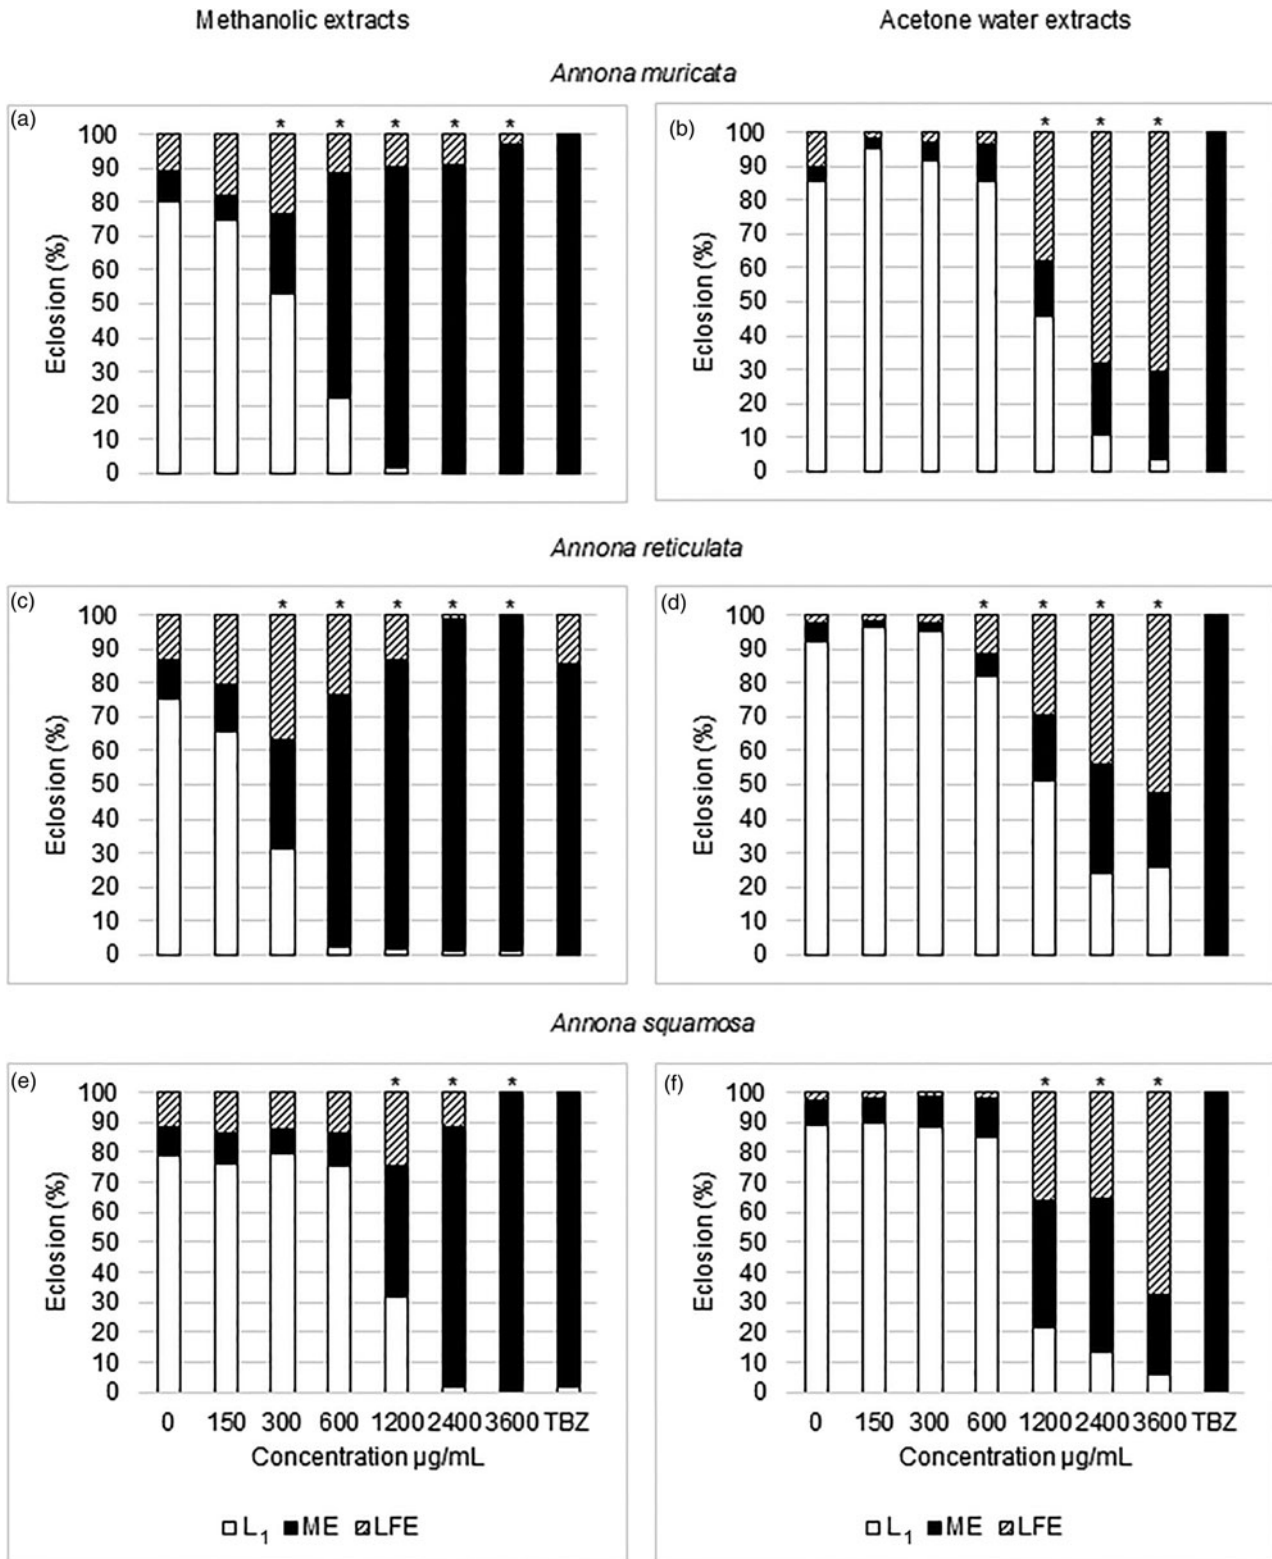 Methanolic extracts
Acetone water extracts
Annona muricata
(a)
* * * * *
100
90
80
70
60
50
40
30
20
10
0
Eclosion (%)
(b)
* * *
100
90
80
70
60
50
40
30
20
10
0
Eclosion (%)
Annona reticulata
(c)
* * * * *
100
90
80
70
60
50
40
30
20
10
0
Eclosion (%)
(d)
* * * *
100
90
80
70
60
50
40
30
20
10
0
Eclosion (%)
Annona squamosa
(e)
* * *
100
90
80
70
60
50
40
30
20
10
0
Eclosion (%)
0 150 300 600 1200 2400 3600 TBZ
Concentration µg/mL
L1 ME LFE
(f)
* * *
100
90
80
70
60
50
40
30
20
10
0
Eclosion (%)
0 150 300 600 1200 2400 3600 TBZ
Concentration µg/mL
L1 ME LFE